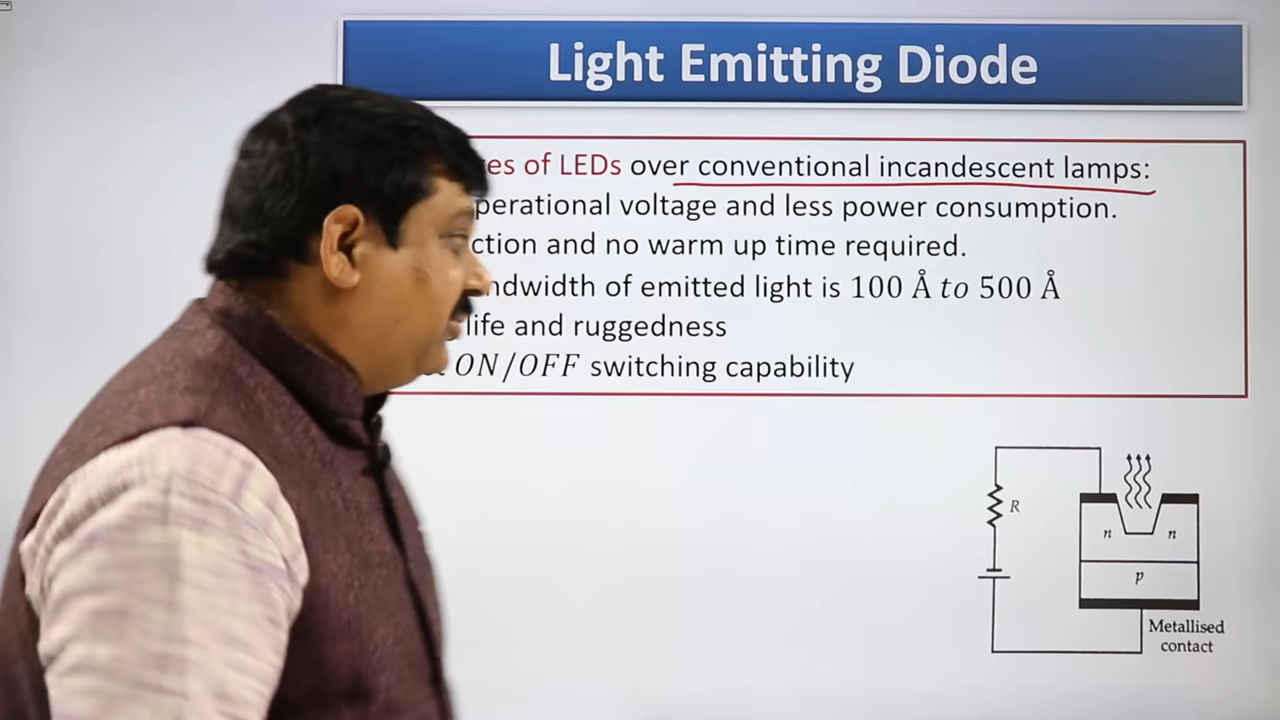 Light Emitting Diode
es of LEDs over conventional incandescent lamps:
perational voltage and less power consumption.
ction and no warm up time required.
ndwidth of emitted light is 100 Å to 500 Å
life and ruggedness
ON/OFF switching capability
R
n n
p
Metallised
contact